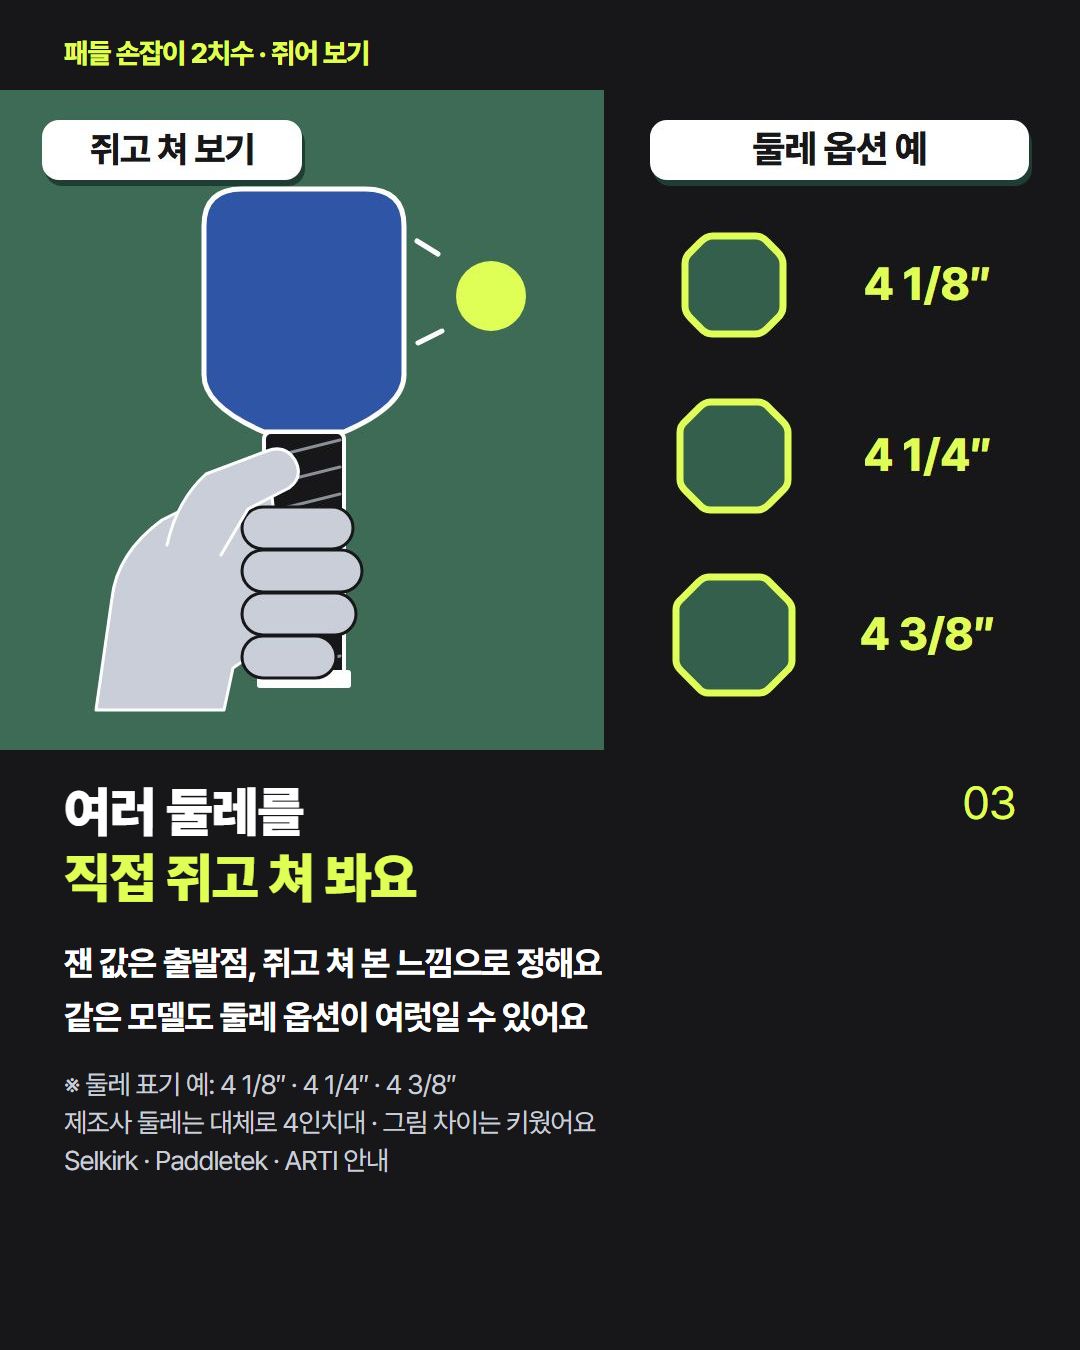 패들 손잡이 2치수 · 쥐어 보기
쥐고 쳐 보기
둘레 옵션 예
4 1/8″
4 1/4″
4 3/8″
여러 둘레를
직접 쥐고 쳐 봐요
03
잰 값은 출발점, 쥐고 쳐 본 느낌으로 정해요
같은 모델도 둘레 옵션이 여럿일 수 있어요
※ 둘레 표기 예: 4 1/8″ · 4 1/4″ · 4 3/8″
제조사 둘레는 대체로 4인치대 · 그림 차이는 키웠어요
Selkirk · Paddletek · ARTI 안내